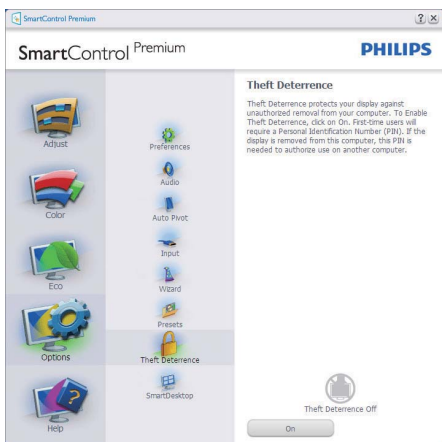 SmartControl Premium
SmartControl Premium
PHILIPS
Adjust
Color
Eco
Options
Help
Preferences
Audio
Auto Pivot
Input
Wizard
Presets
Theft Deterrence
SmartDesktop
Theft Deterrence
Theft Deterrence protects your display against
unauthorized removal from your computer. To Enable
Theft Deterrence, click on On. First-time users will
require a Personal Identification Number (PIN). If the
display is removed from this computer, this PIN is
needed to authorize use on another computer.
Theft Deterrence Off
On